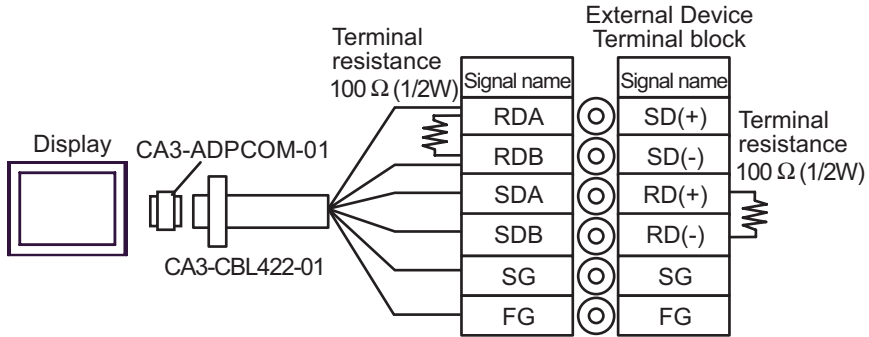 External Device
Terminal block
Terminal
resistance
100 Ω (1/2W)
Signal name
Signal name
RDA
SD(+)
RDB
SD(-)
SDA
RD(+)
SDB
RD(-)
SG
SG
FG
FG
Terminal
resistance
100 Ω (1/2W)
Display
CA3-ADPCOM-01
CA3-CBL422-01